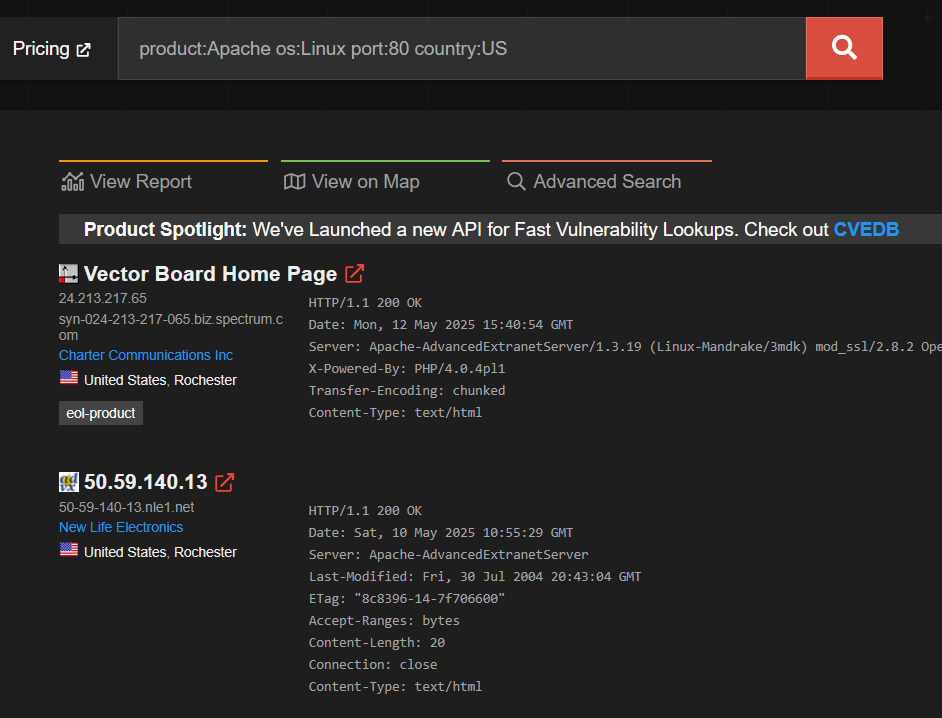 Pricing
product:Apache os:Linux port:80 country:US
View Report
View on Map
Advanced Search
Product Spotlight: We've Launched a new API for Fast Vulnerability Lookups. Check out CVEDB
Vector Board Home Page
24.213.217.65
syn-024-213-217-065.biz.spectrum.c
om
Charter Communications Inc
United States, Rochester
eol-product
HTTP/1.1 200 OK
Date: Mon, 12 May 2025 15:40:54 GMT
Server: Apache-AdvancedExtranetServer/1.3.19 (Linux-Mandrake/3mdk) mod_ssl/2.8.2 Ope
X-Powered-By: PHP/4.0.4pl1
Transfer-Encoding: chunked
Content-Type: text/html
50.59.140.13
50-59-140-13.nle1.net
New Life Electronics
United States, Rochester
HTTP/1.1 200 OK
Date: Sat, 10 May 2025 10:55:29 GMT
Server: Apache-AdvancedExtranetServer
Last-Modified: Fri, 30 Jul 2004 20:43:04 GMT
ETag: "8c8396-14-7f706600"
Accept-Ranges: bytes
Content-Length: 20
Connection: close
Content-Type: text/html